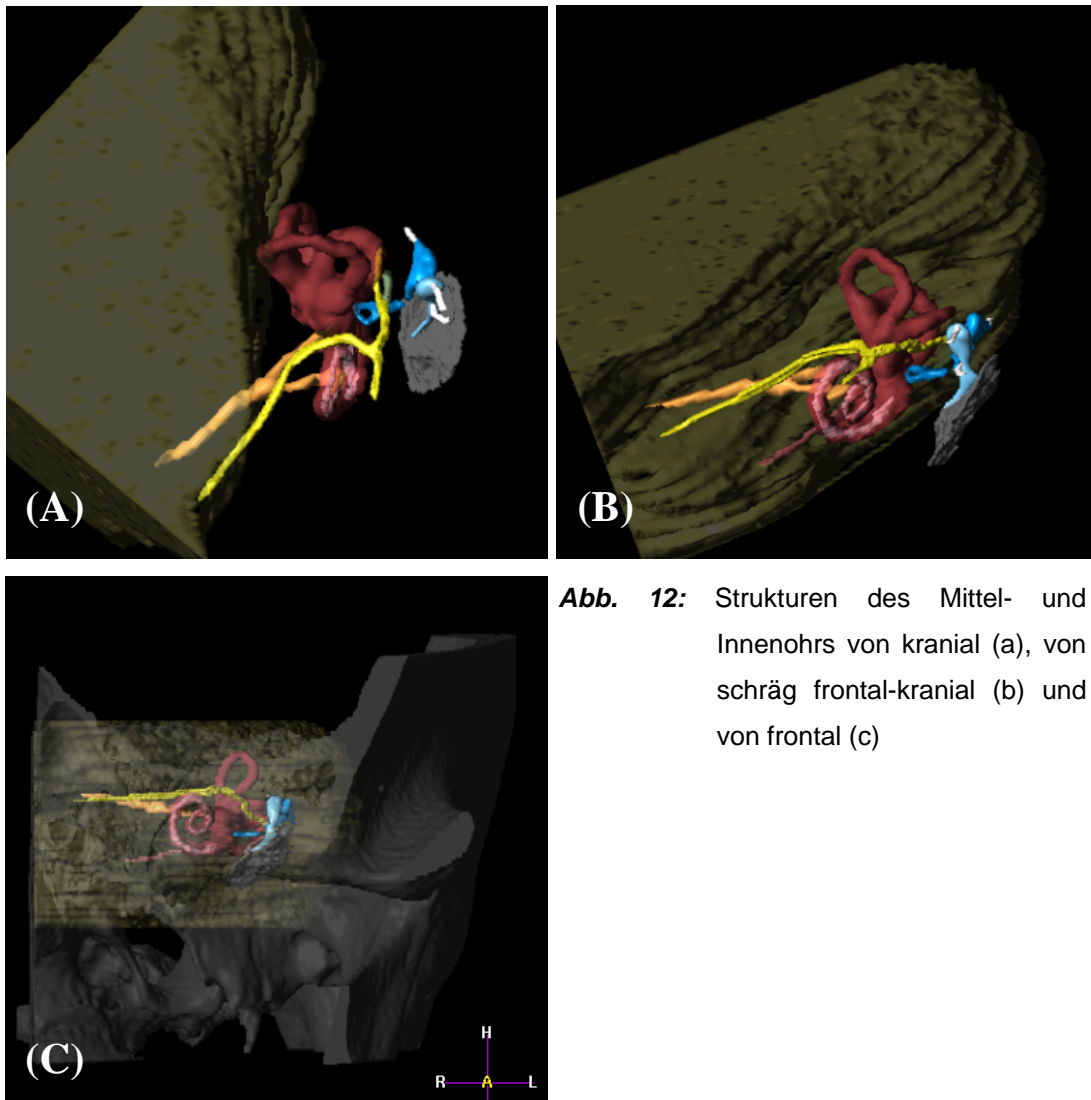 (A)
(B)
Abb. 12: Strukturen des Mittel- und
Innenohrs von kranial (a), von
schräg frontal-kranial (b) und
von frontal (c)
(C)
H
R A L